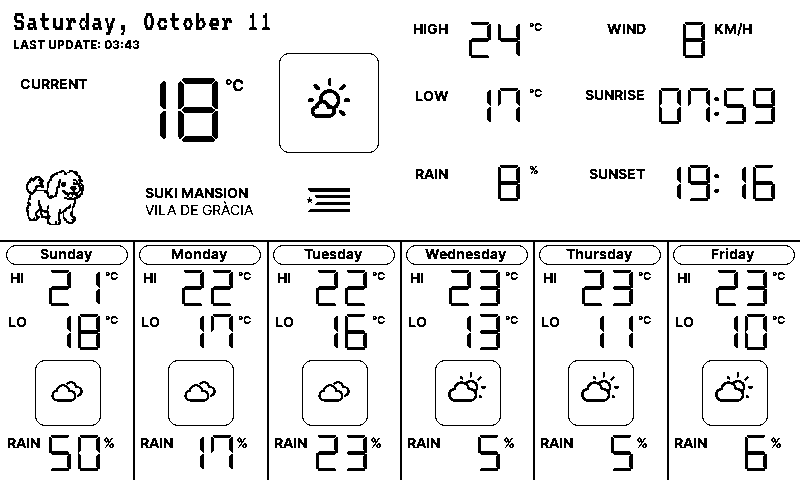 Saturday, October 11
LAST UPDATE: 03:43
CURRENT 18 °C
SUKI MANSION
VILA DE GRÀCIA
HIGH 24 °C
LOW 17 °C
RAIN 8 %
WIND 8 KM/H
SUNRISE 07:59
SUNSET 19:16
Sunday
HI 21 °C
LO 18 °C
RAIN 50 %
Monday
HI 22 °C
LO 17 °C
RAIN 17 %
Tuesday
HI 22 °C
LO 16 °C
RAIN 23 %
Wednesday
HI 23 °C
LO 13 °C
RAIN 5 %
Thursday
HI 23 °C
LO 11 °C
RAIN 5 %
Friday
HI 23 °C
LO 10 °C
RAIN 6 %